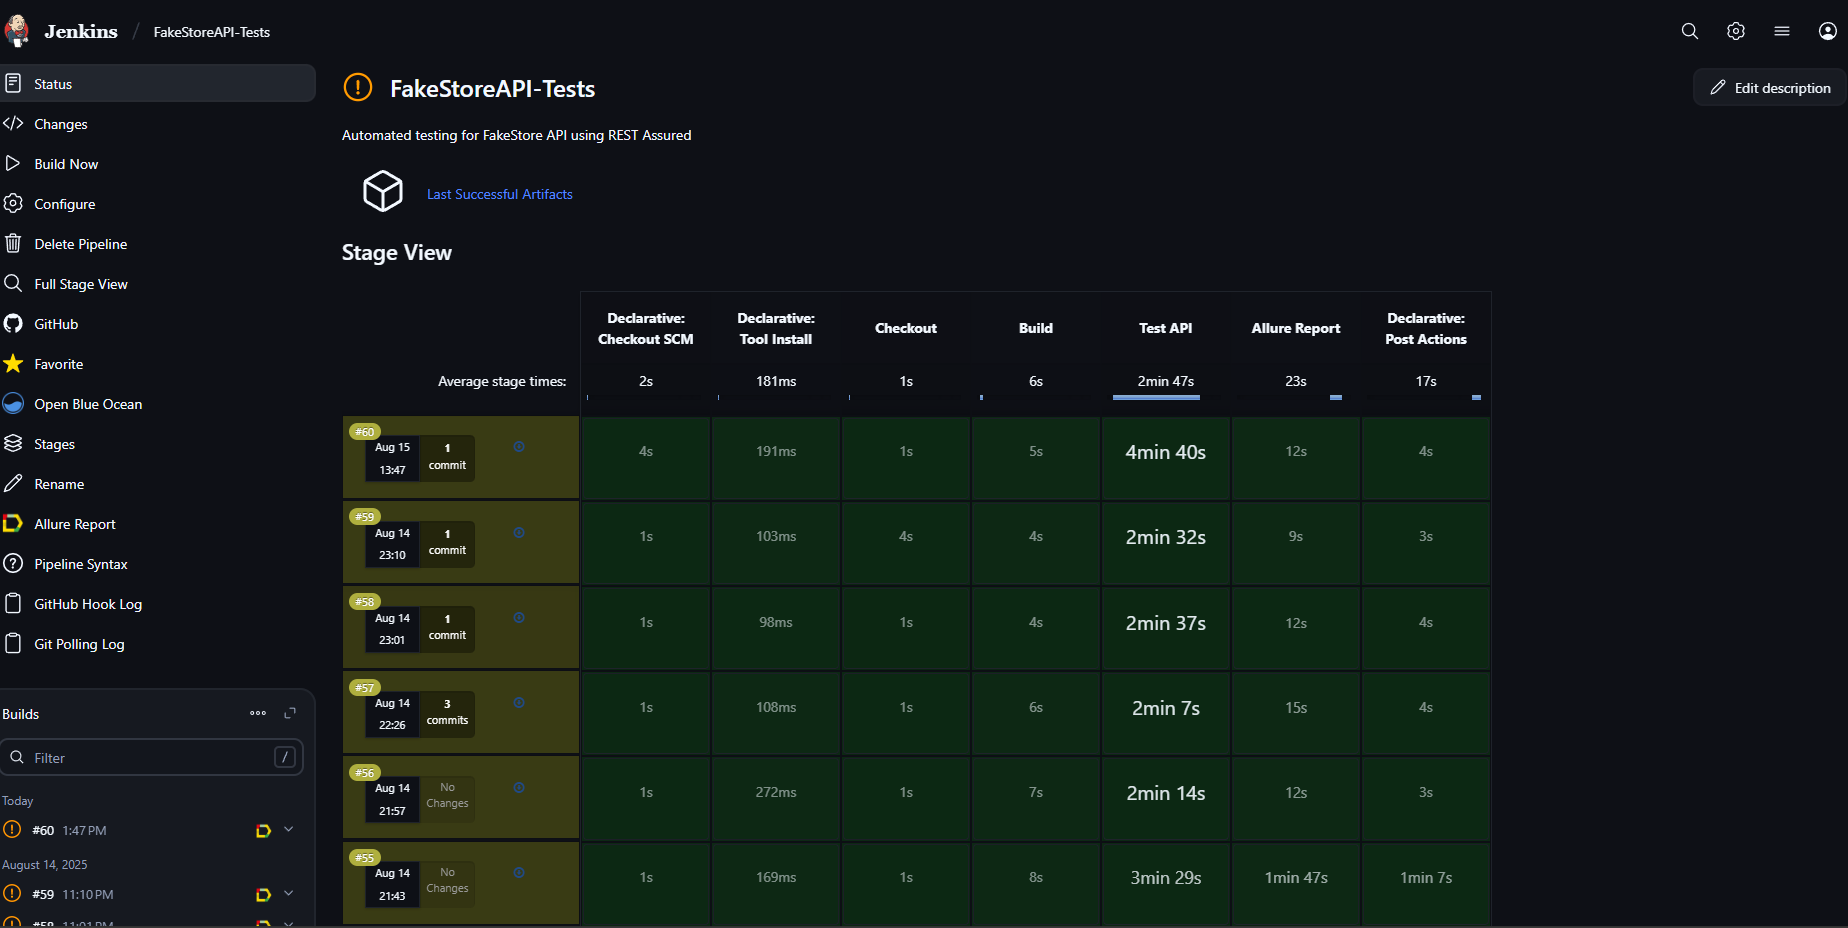 Jenkins / FakeStoreAPI-Tests
Status
Changes
Build Now
Configure
Delete Pipeline
Full Stage View
GitHub
Favorite
Open Blue Ocean
Stages
Rename
Allure Report
Pipeline Syntax
GitHub Hook Log
Git Polling Log
Builds
Filter /
Today
#60 1:47 PM
August 14, 2025
#59 11:10 PM
#58 11:01 PM
FakeStoreAPI-Tests
Edit description
Automated testing for FakeStore API using REST Assured
Last Successful Artifacts
Stage View
Declarative: Checkout SCM
Declarative: Tool Install
Checkout
Build
Test API
Allure Report
Declarative: Post Actions
Average stage times: 2s 181ms 1s 6s 2min 47s 23s 17s
#60
Aug 15 13:47
1 commit
4s 191ms 1s 5s 4min 40s 12s 4s
#59
Aug 14 23:10
1 commit
1s 103ms 4s 4s 2min 32s 9s 3s
#58
Aug 14 23:01
1 commit
1s 98ms 1s 4s 2min 37s 12s 4s
#57
Aug 14 22:26
3 commits
1s 108ms 1s 6s 2min 7s 15s 4s
#56
Aug 14 21:57
No Changes
1s 272ms 1s 7s 2min 14s 12s 3s
#55
Aug 14 21:43
No Changes
1s 169ms 1s 8s 3min 29s 1min 47s 1min 7s